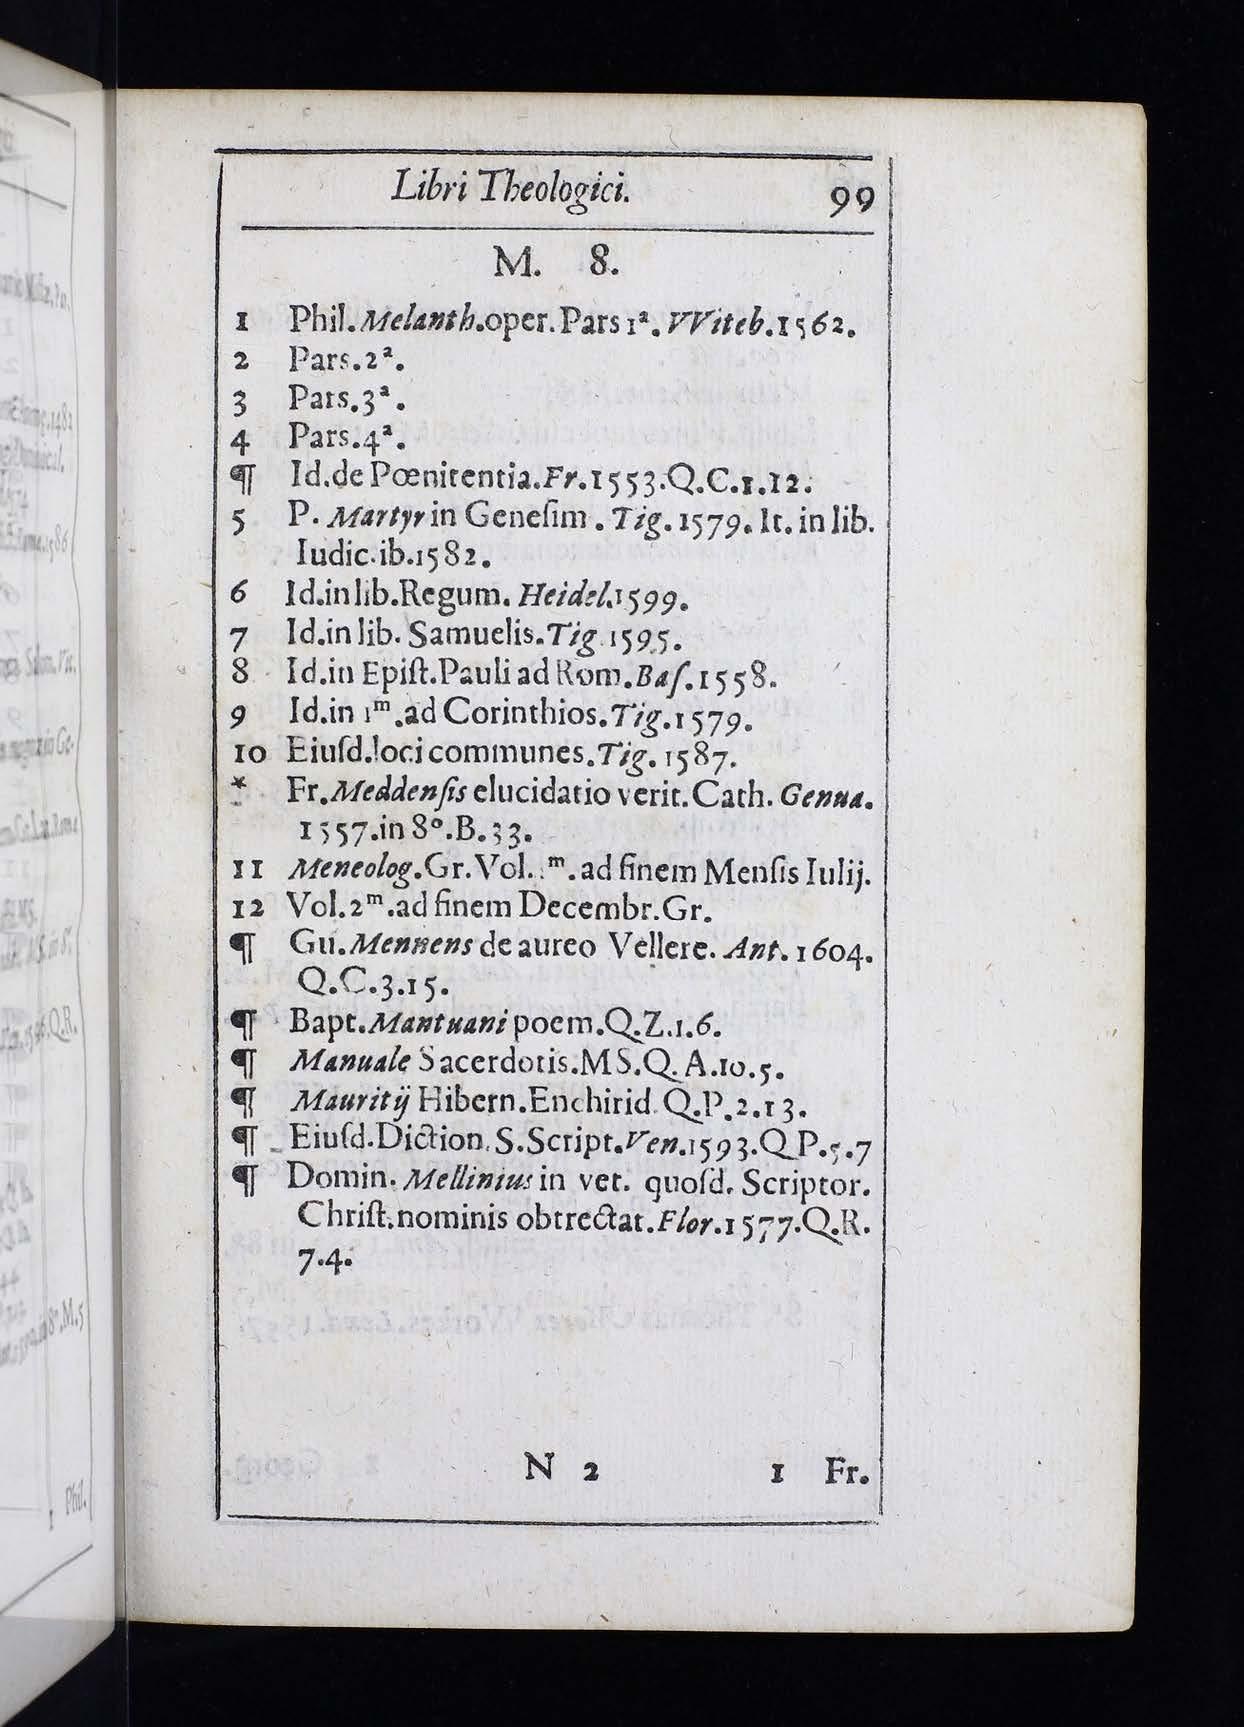 Libri Theologici. 99
M. 8.
1 Phil. Melanth.oper.Pars 1ª. VViteb.1562.
2 Pars.2ª.
3 Pars.3ª.
4 Pars.4ª.
¶ Id.de Pœnitentia.Fr.1553.Q.C.1.12.
5 P. Martyr in Geneſim . Tig. 1579. It. in lib.
Iudic.ib.1582.
6 Id.in lib.Regum. Heidel.1599.
7 Id.in lib. Samuelis.Tig.1595.
8 Id.in Epiſt.Pauli ad Rom.Baſ.1558.
9 Id.in 1ᵐ.ad Corinthios.Tig.1579.
10 Eiuſd.loci communes.Tig. 1587.
* Fr.Meddenſis elucidatio verit.Cath. Genua.
1557.in 8º.B.33.
11 Meneolog.Gr.Vol. .ᵐ.ad finem Menſis Iulij.
12 Vol.2ᵐ.ad finem Decembr.Gr.
¶ Gu.Mennens de aureo Vellere. Ant. 1604.
Q.C.3.15.
¶ Bapt.Mantuani poem.Q.Z.1.6.
¶ Manuale Sacerdotis.MS.Q.A.10.5.
¶ Mauritij Hibern.Enchirid.Q.P.2.13.
¶ Eiuſd.Diction.S.Script.Ven.1593.Q.P.5.7
¶ Domin. Mellinius in vet. quoſd. Scriptor.
Chriſt.nominis obtrectat.Flor.1577.Q.R.
7.4.
N 2 1 Fr.